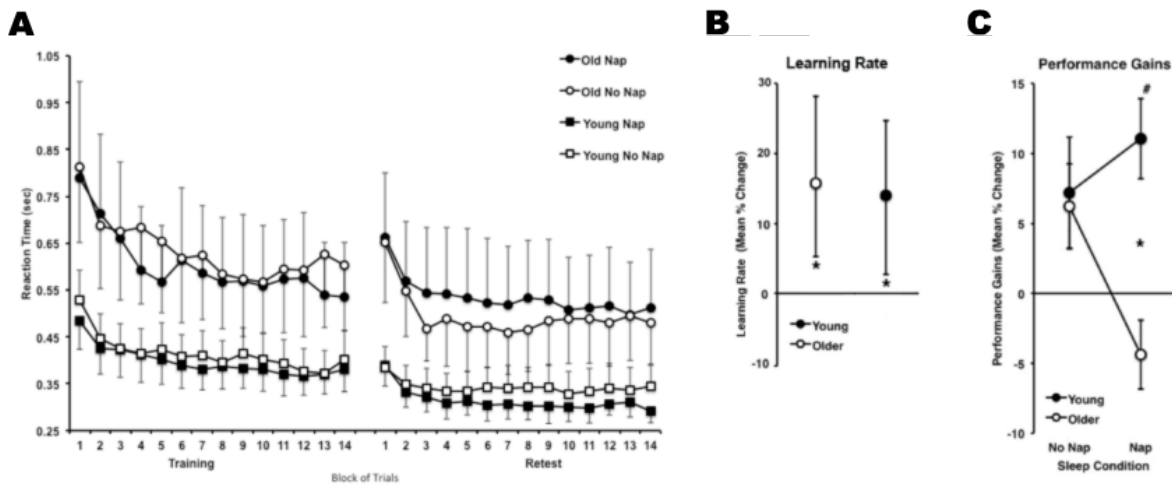 A
Reaction Time (sec)
1.05
0.95
0.85
0.75
0.65
0.55
0.45
0.35
0.25
Old Nap
Old No Nap
Young Nap
Young No Nap
1 2 3 4 5 6 7 8 9 10 11 12 13 14
1 2 3 4 5 6 7 8 9 10 11 12 13 14
Training
Retest
Block of Trials
B
Learning Rate
Learning Rate (Mean % Change)
30
20
10
0
-10
*
*
Young
Older
C
Performance Gains
Performance Gains (Mean % Change)
15
10
5
0
-5
-10
#
*
Young
Older
No Nap
Nap
Sleep Condition